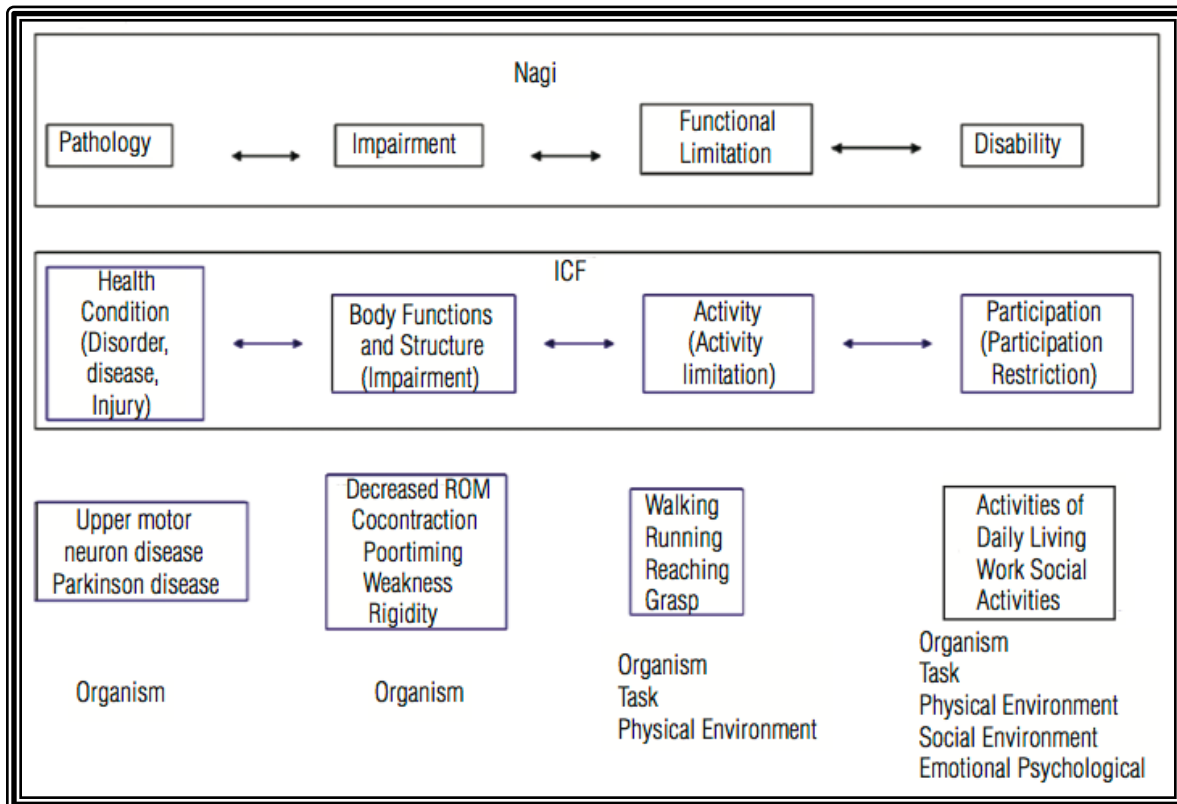 Nagi
Pathology
Impairment
Functional
Limitation
Disability
ICF
Health
Condition
(Disorder,
disease,
Injury)
Body Functions
and Structure
(Impairment)
Activity
(Activity
limitation)
Participation
(Participation
Restriction)
Upper motor
neuron disease
Parkinson disease
Decreased ROM
Cocontraction
Poortiming
Weakness
Rigidity
Walking
Running
Reaching
Grasp
Activities of
Daily Living
Work Social
Activities
Organism
Organism
Organism
Task
Physical Environment
Organism
Task
Physical Environment
Social Environment
Emotional Psychological